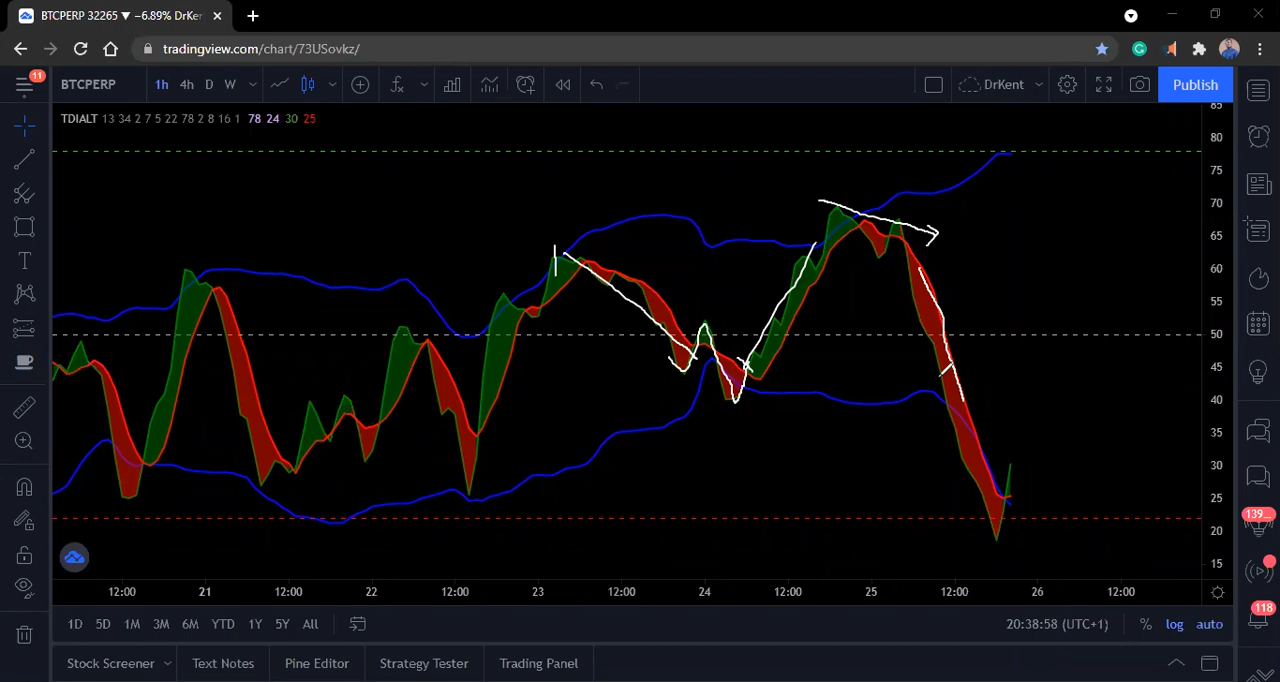 BTCPERP 32265 ▼ −6.89% DrKer
tradingview.com/chart/73USovkz/
11
BTCPERP 1h 4h D W DrKent Publish
TDIALT 13 34 2 7 5 22 78 2 8 16 1 78 24 30 25
85
80
75
70
65
60
55
50
45
40
35
30
25
20
15
139
118
12:00 21 12:00 22 12:00 23 12:00 24 12:00 25 12:00 26 12:00
1D 5D 1M 3M 6M YTD 1Y 5Y All 20:38:58 (UTC+1) % log auto
Stock Screener Text Notes Pine Editor Strategy Tester Trading Panel